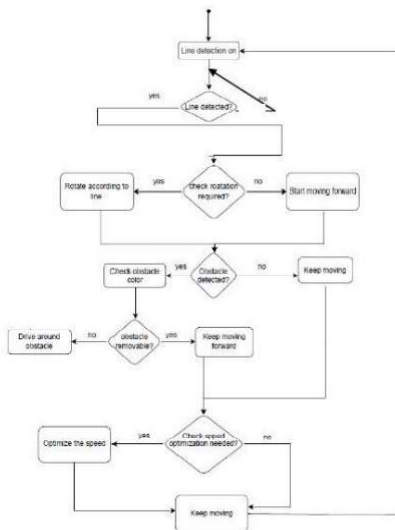 Line detection on
yes
no
Line detected?
Rotate according to
line
yes
check roatation
required?
no
Start moving forward
Check obstacle
color
yes
Obstacle
detected?
no
Keep moving
Drive around
obstacle
no
obstacle
removable?
yes
Keep moving
forward
Optimize the speed
yes
Check speed
optimization needed?
no
Keep moving